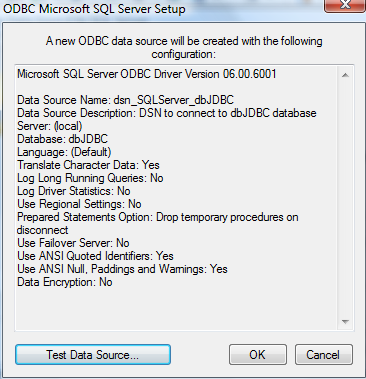 ODBC Microsoft SQL Server Setup
A new ODBC data source will be created with the following
configuration:
Microsoft SQL Server ODBC Driver Version 06.00.6001
Data Source Name: dsn_SQLServer_dbJDBC
Data Source Description: DSN to connect to dbJDBC database
Server: (local)
Database: dbJDBC
Language: (Default)
Translate Character Data: Yes
Log Long Running Queries: No
Log Driver Statistics: No
Use Regional Settings: No
Prepared Statements Option: Drop temporary procedures on
disconnect
Use Failover Server: No
Use ANSI Quoted Identifiers: Yes
Use ANSI Null, Paddings and Warnings: Yes
Data Encryption: No
Test Data Source...
OK
Cancel